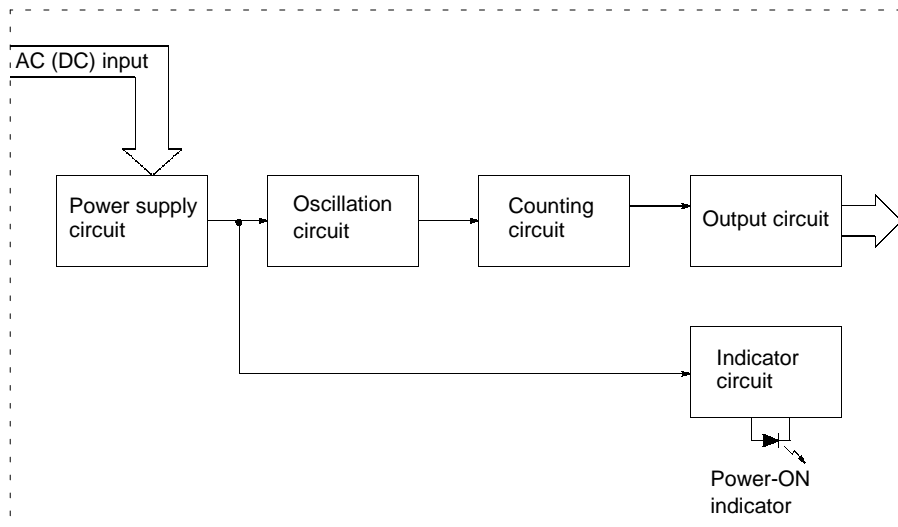 AC (DC) input
Power supply
circuit
Oscillation
circuit
Counting
circuit
Output circuit
Indicator
circuit
Power-ON
indicator